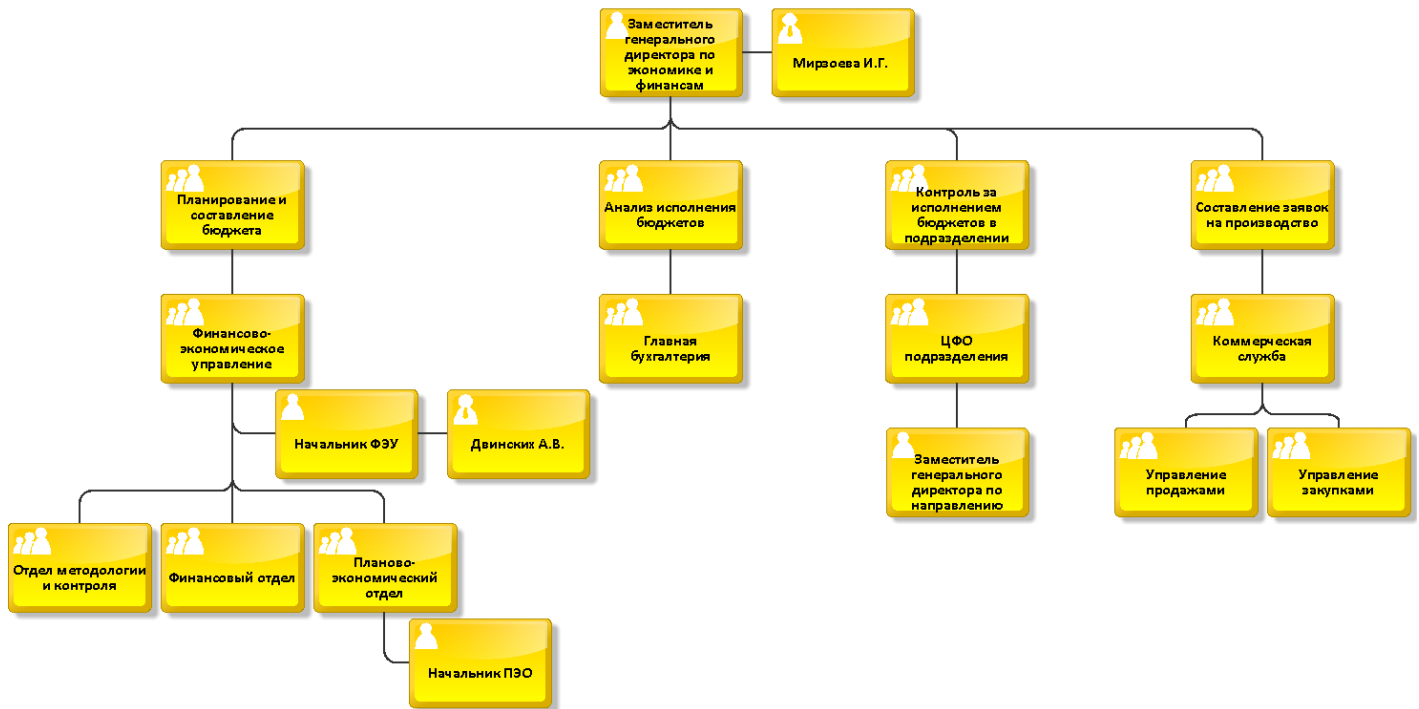 Заместитель
генерального
директора по
экономике и
финансам
Мирзоева И.Г.
Планирование и
составление
бюджета
Анализ исполнения
бюджетов
Контроль за
исполнением
бюджетов в
подразделении
Составление заявок
на производство
Финансово-
экономическое
управление
Главная
бухгалтерия
ЦФО
подразделения
Коммерческая
служба
Начальник ФЭУ
Двинских А.В.
Заместитель
генерального
директора по
направлению
Управление
продажами
Управление
закупками
Отдел методологии
и контроля
Финансовый отдел
Планово-
экономический
отдел
Начальник ПЭО